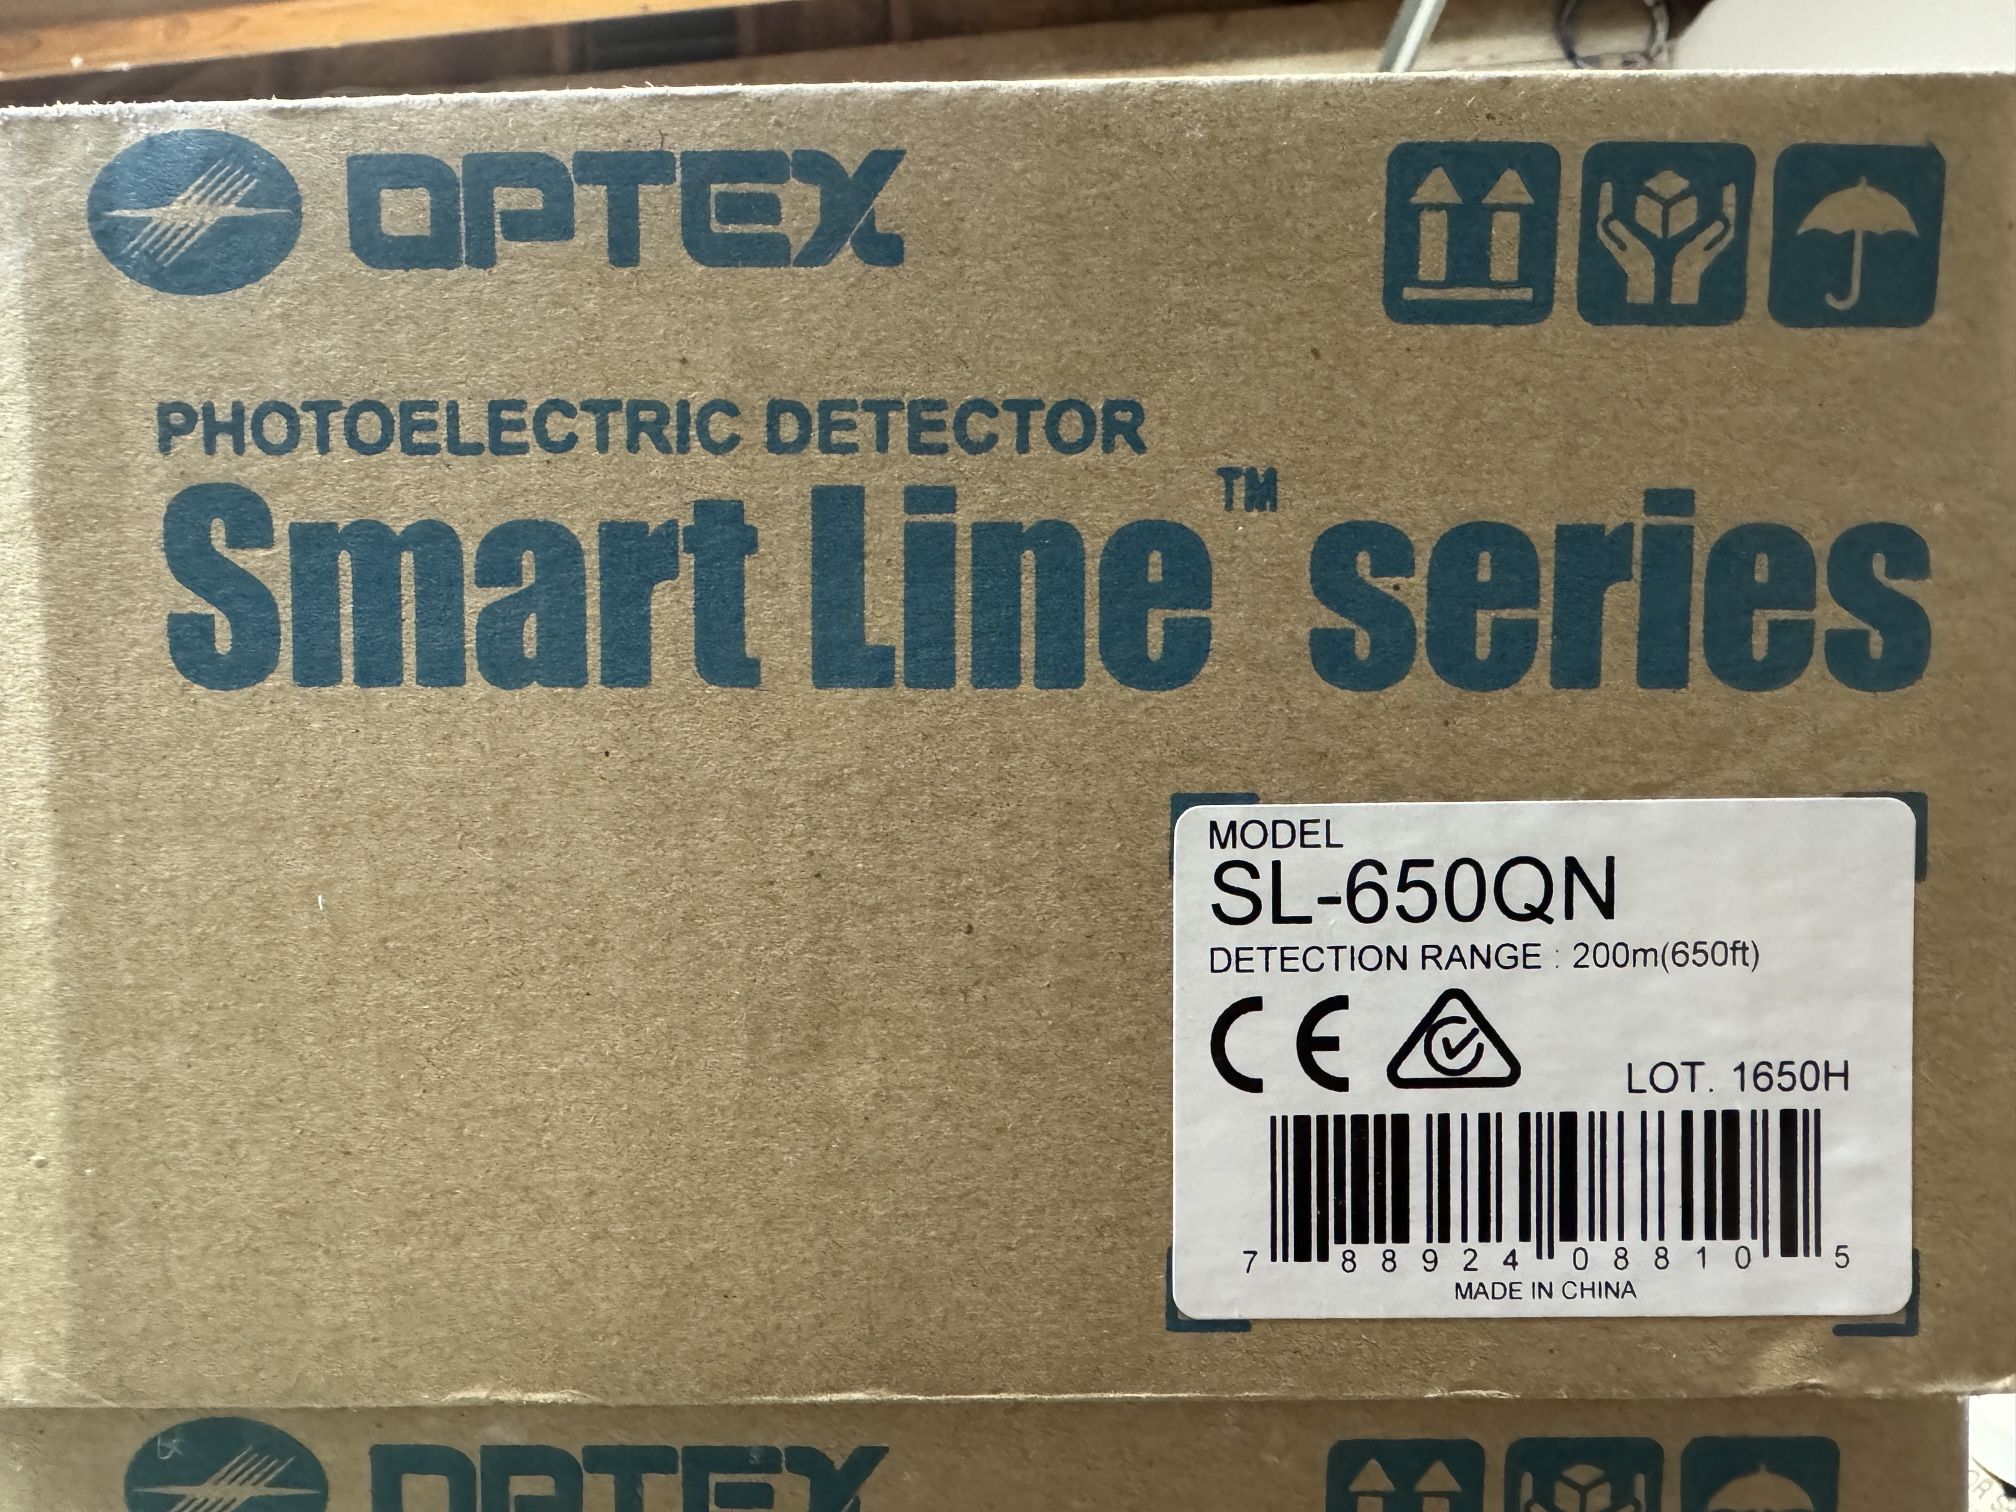 OPTEX
PHOTOELECTRIC DETECTOR
Smart Line™ series
MODEL
SL-650QN
DETECTION RANGE : 200m(650ft)
CE
LOT. 1650H
7 88924 08810 5
MADE IN CHINA
OPTEX